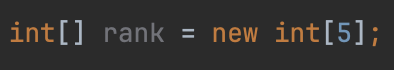 int[] rank = new int[5];